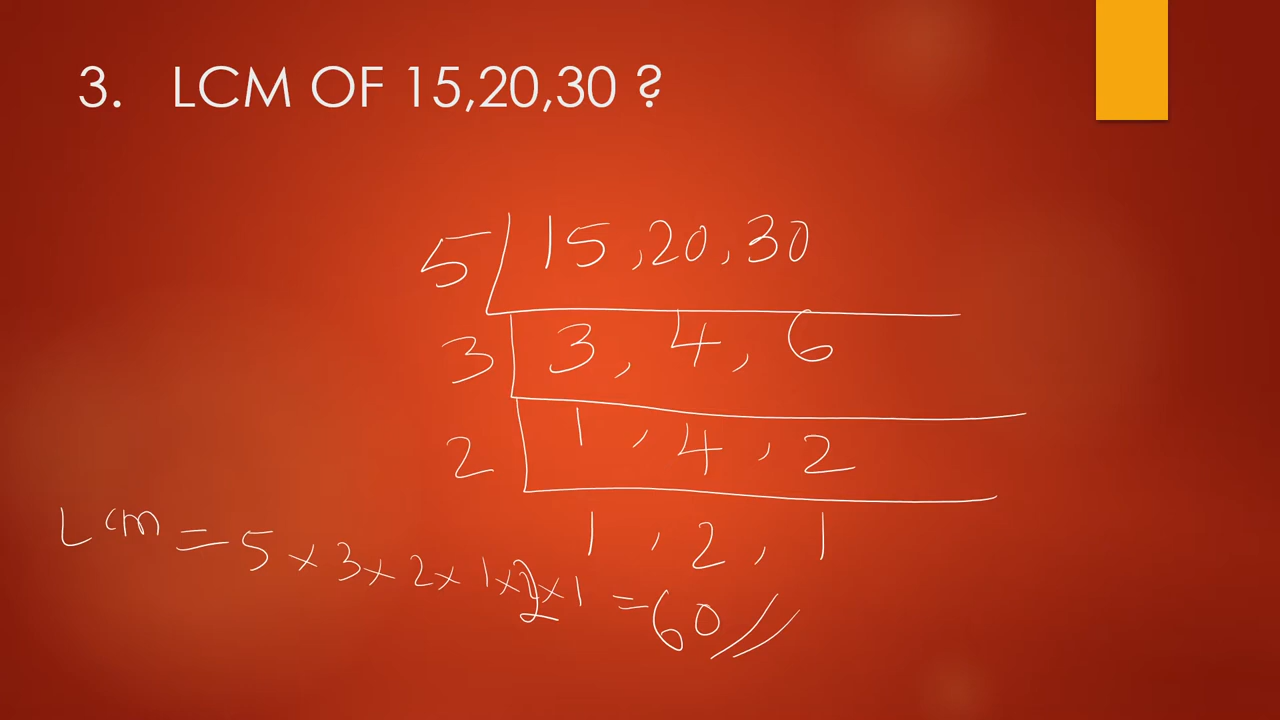 3. LCM OF 15,20,30 ?
5 15,20,30
3 3, 4, 6
2 1, 4, 2
1, 2, 1
LCM = 5 x 3 x 2 x 1 x 2 x 1 = 60 //